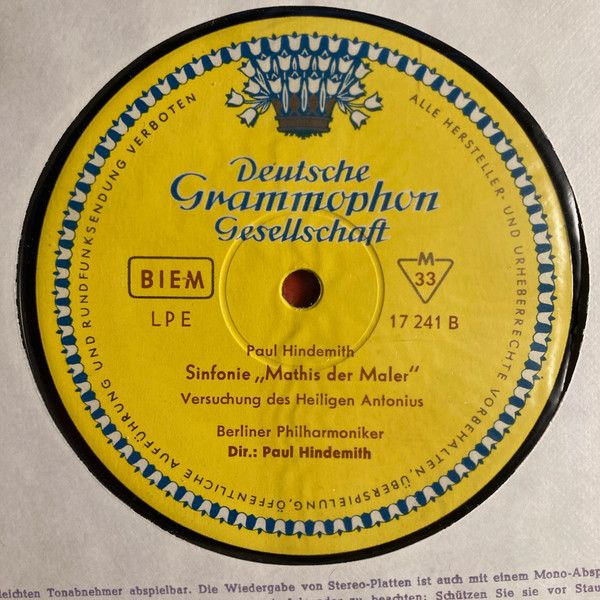 Deutsche
Grammophon
Gesellschaft
BIEM
M
33
LPE
17 241 B
Paul Hindemith
Sinfonie „Mathis der Maler“
Versuchung des Heiligen Antonius
Berliner Philharmoniker
Dir.: Paul Hindemith
ALLE HERSTELLER- UND URHEBERRECHTE VORBEHALTEN, ÜBERSPIELUNG, ÖFFENTLICHE AUFFÜHRUNG UND RUNDFUNKSENDUNG VERBOTEN
leichten Tonabnehmer abspielbar. Die Wiedergabe von Stereo-Platten ist auch mit einem Mono-Absp
zu beachten: Schützen Sie sie vor Stau